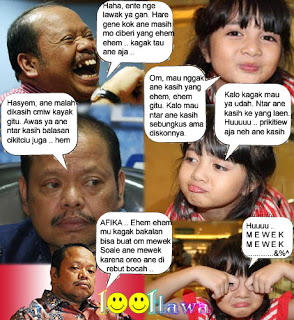 Haha, ente nge
lawak ya gan. Hare
gene kok ane masih
mo diberi yang ehem
ehem .. kagak tau
ane aja ..
Om, mau nggak
ane kasih yang
ehem, ehem
gitu. Kalo mau
ntar ane kasih
sebungkus ama
diskonnya.
Hasyem, ane malah
dikasih cmiw kayak
gitu. Awas ya ane
ntar kasih balasan
cikitciu juga .. hem
Kalo kagak mau
ya udah. Ntar ane
kasih ke yang laen.
Huuuuu .. prikitiew
aja neh ane kasih
AFIKA .. Ehem ehem
mu kagak bakalan
bisa buat om mewek
Soale ane mewek
karena oreo ane di
rebut bocah ..
Huuuu ..
M E W E K
M E W E K
..........&%^